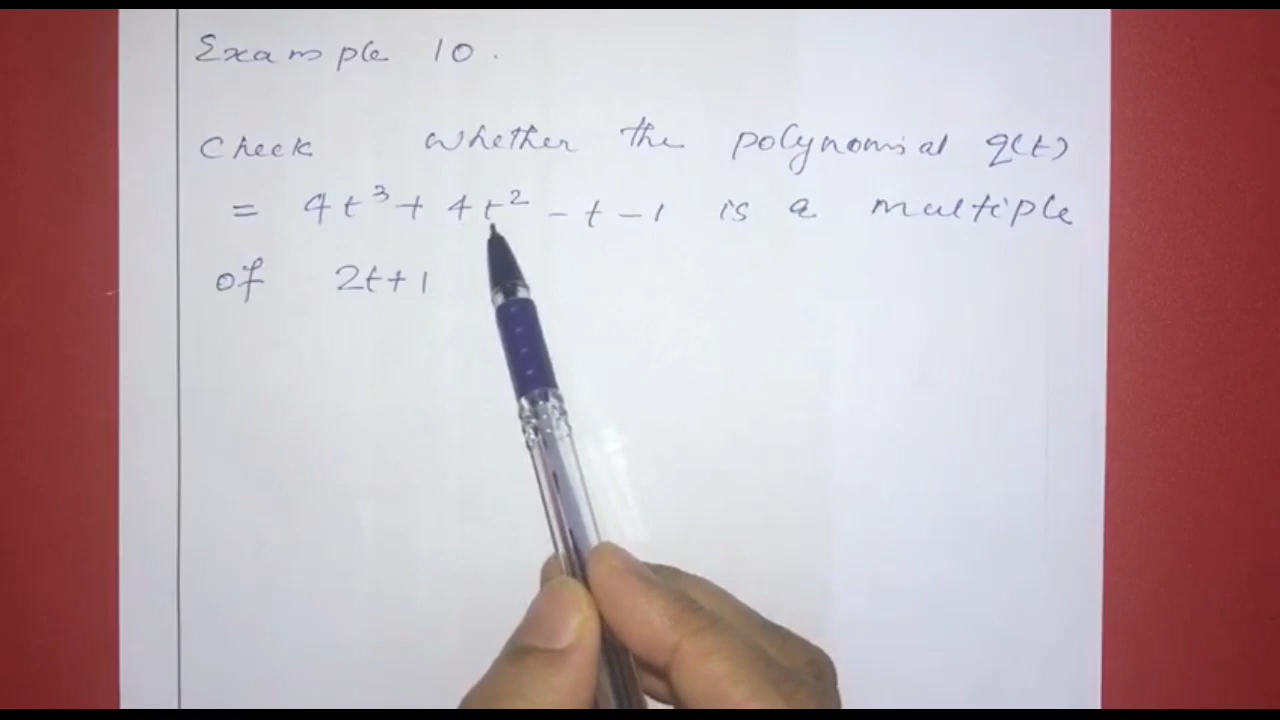 Example 10.
Check whether the polynomial q(t)
= 4t³ + 4t² - t - 1 is a multiple
of 2t+1